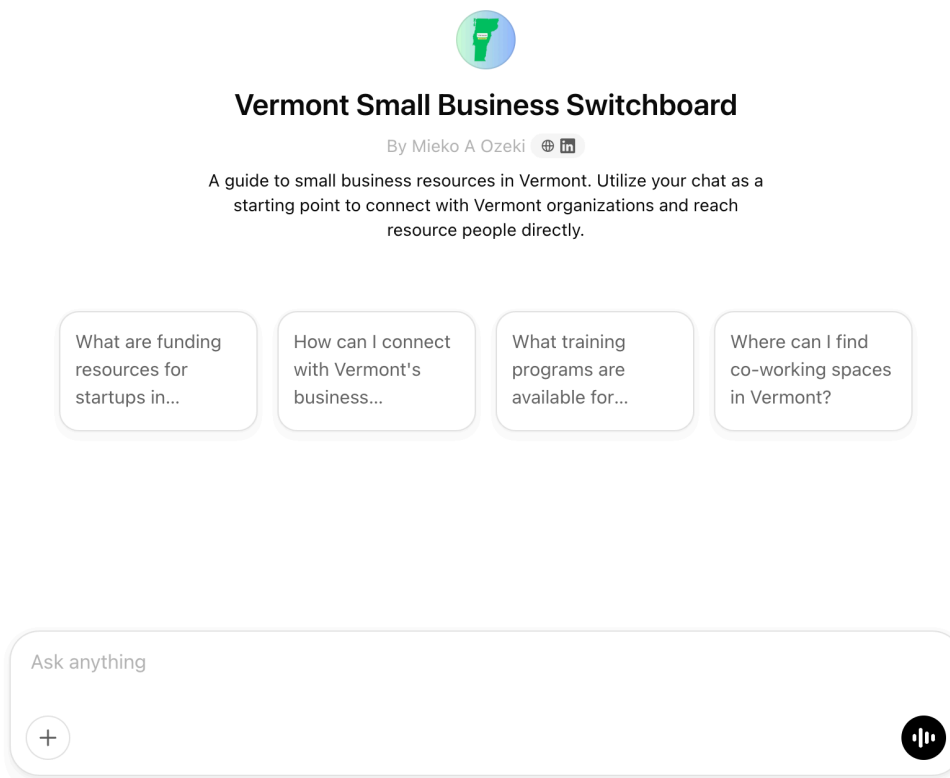 Vermont Small Business Switchboard
By Mieko A Ozeki
in
A guide to small business resources in Vermont. Utilize your chat as a
starting point to connect with Vermont organizations and reach
resource people directly.
What are funding
resources for
startups in...
How can I connect
with Vermont's
business...
What training
programs are
available for...
Where can I find
co-working spaces
in Vermont?
Ask anything